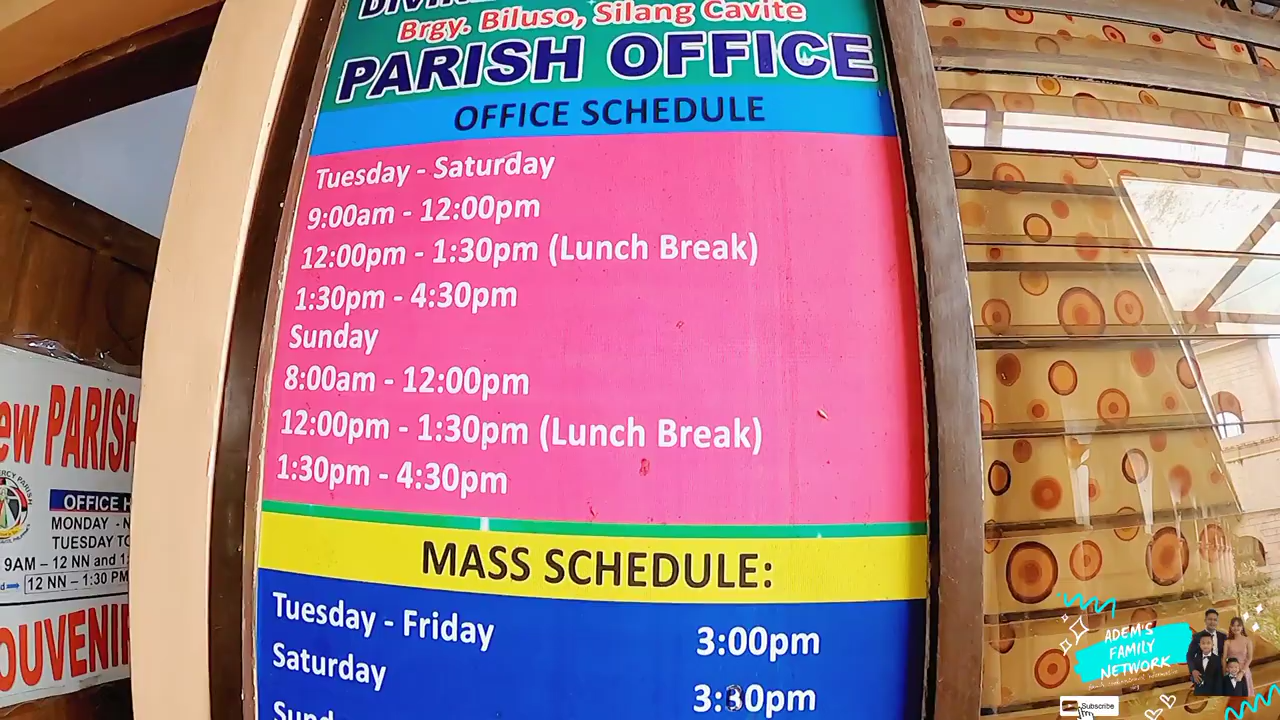 Brgy. Biluso, Silang Cavite
PARISH OFFICE
OFFICE SCHEDULE
Tuesday - Saturday
9:00am - 12:00pm
12:00pm - 1:30pm (Lunch Break)
1:30pm - 4:30pm
Sunday
8:00am - 12:00pm
12:00pm - 1:30pm (Lunch Break)
1:30pm - 4:30pm
MASS SCHEDULE:
Tuesday - Friday 3:00pm
Saturday 3:30pm
PARISH
OFFICE
MONDAY -
TUESDAY
9AM – 12 NN and
12 NN – 1:30 PM
ADEM'S
FAMILY
NETWORK
Subscribe